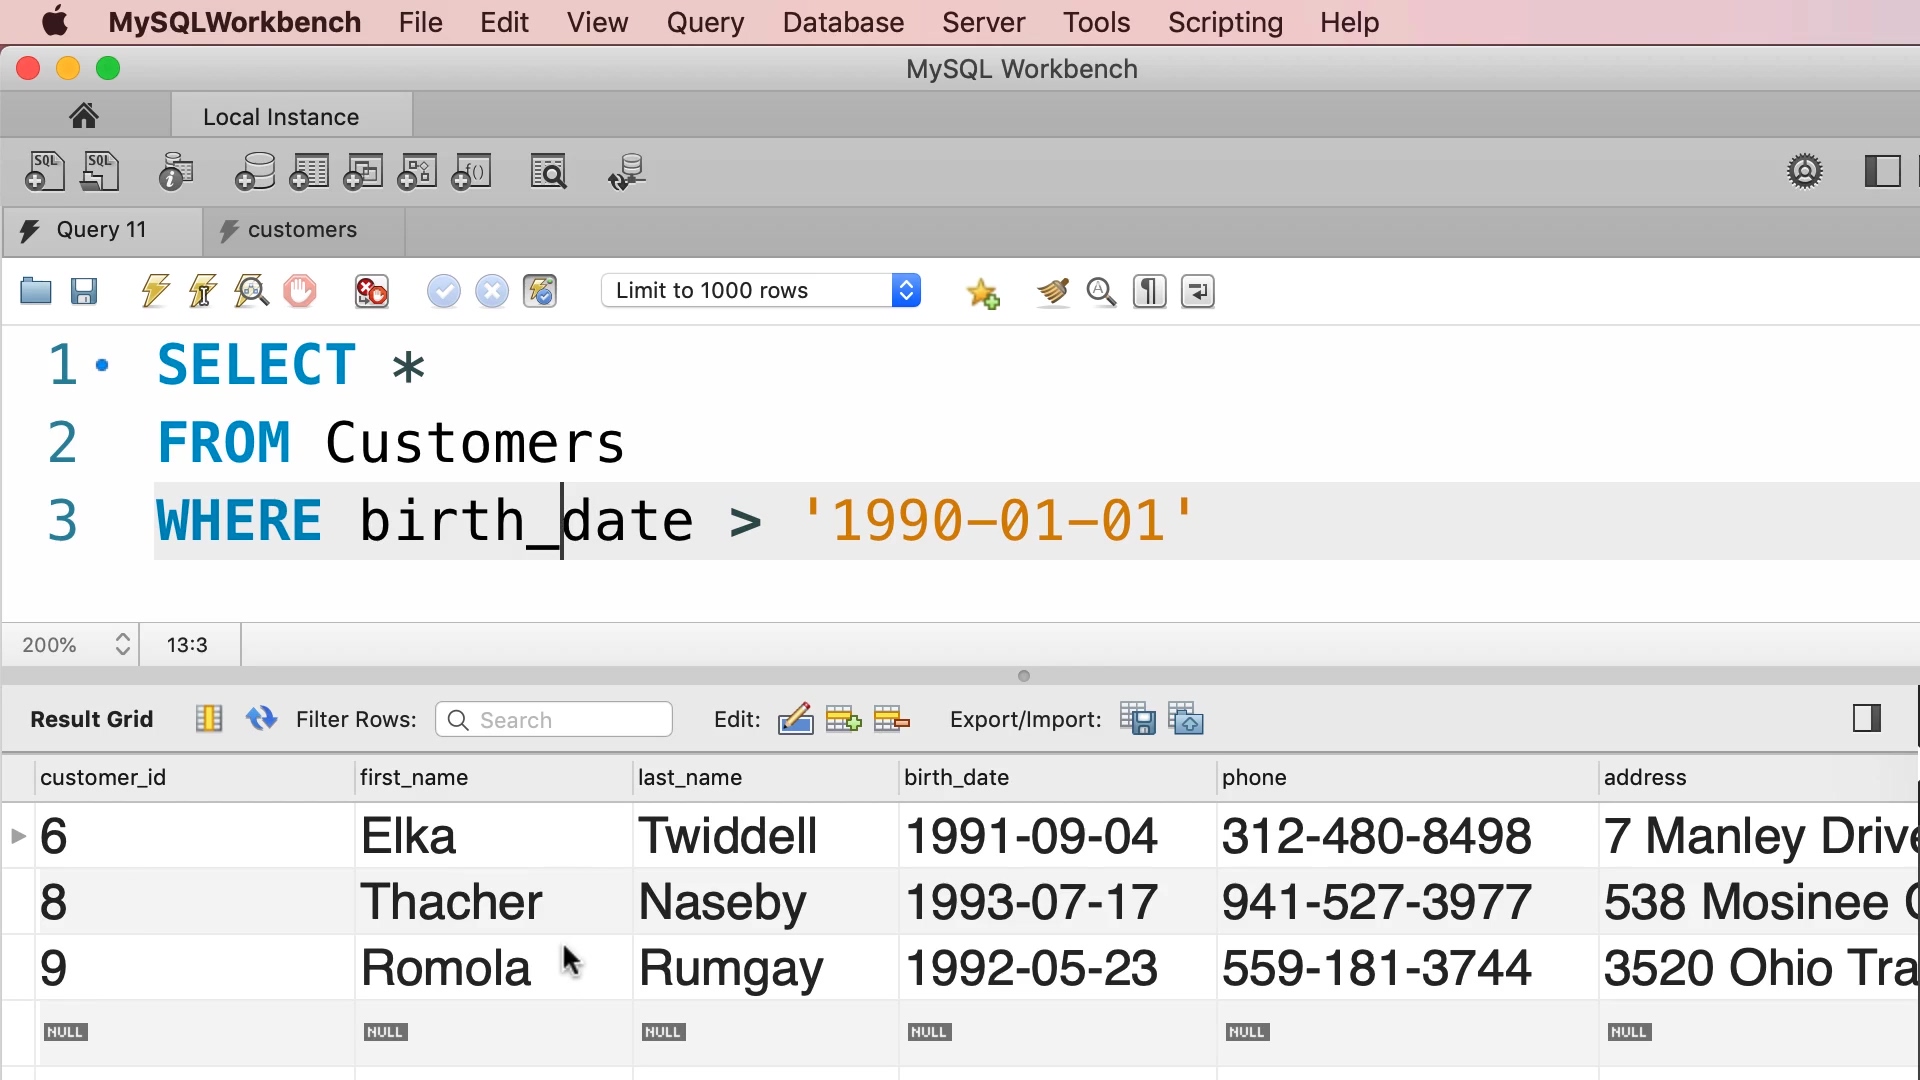 MySQLWorkbench File Edit View Query Database Server Tools Scripting Help
MySQL Workbench
Local Instance
SQL SQL i f()
Query 11 customers
Limit to 1000 rows
1 SELECT *
2 FROM Customers
3 WHERE birth_date > '1990-01-01'
200% 13:3
Result Grid Filter Rows: Search Edit: Export/Import:
customer_id first_name last_name birth_date phone address
6 Elka Twiddell 1991-09-04 312-480-8498 7 Manley Drive
8 Thacher Naseby 1993-07-17 941-527-3977 538 Mosinee
9 Romola Rumgay 1992-05-23 559-181-3744 3520 Ohio Tra
NULL NULL NULL NULL NULL NULL